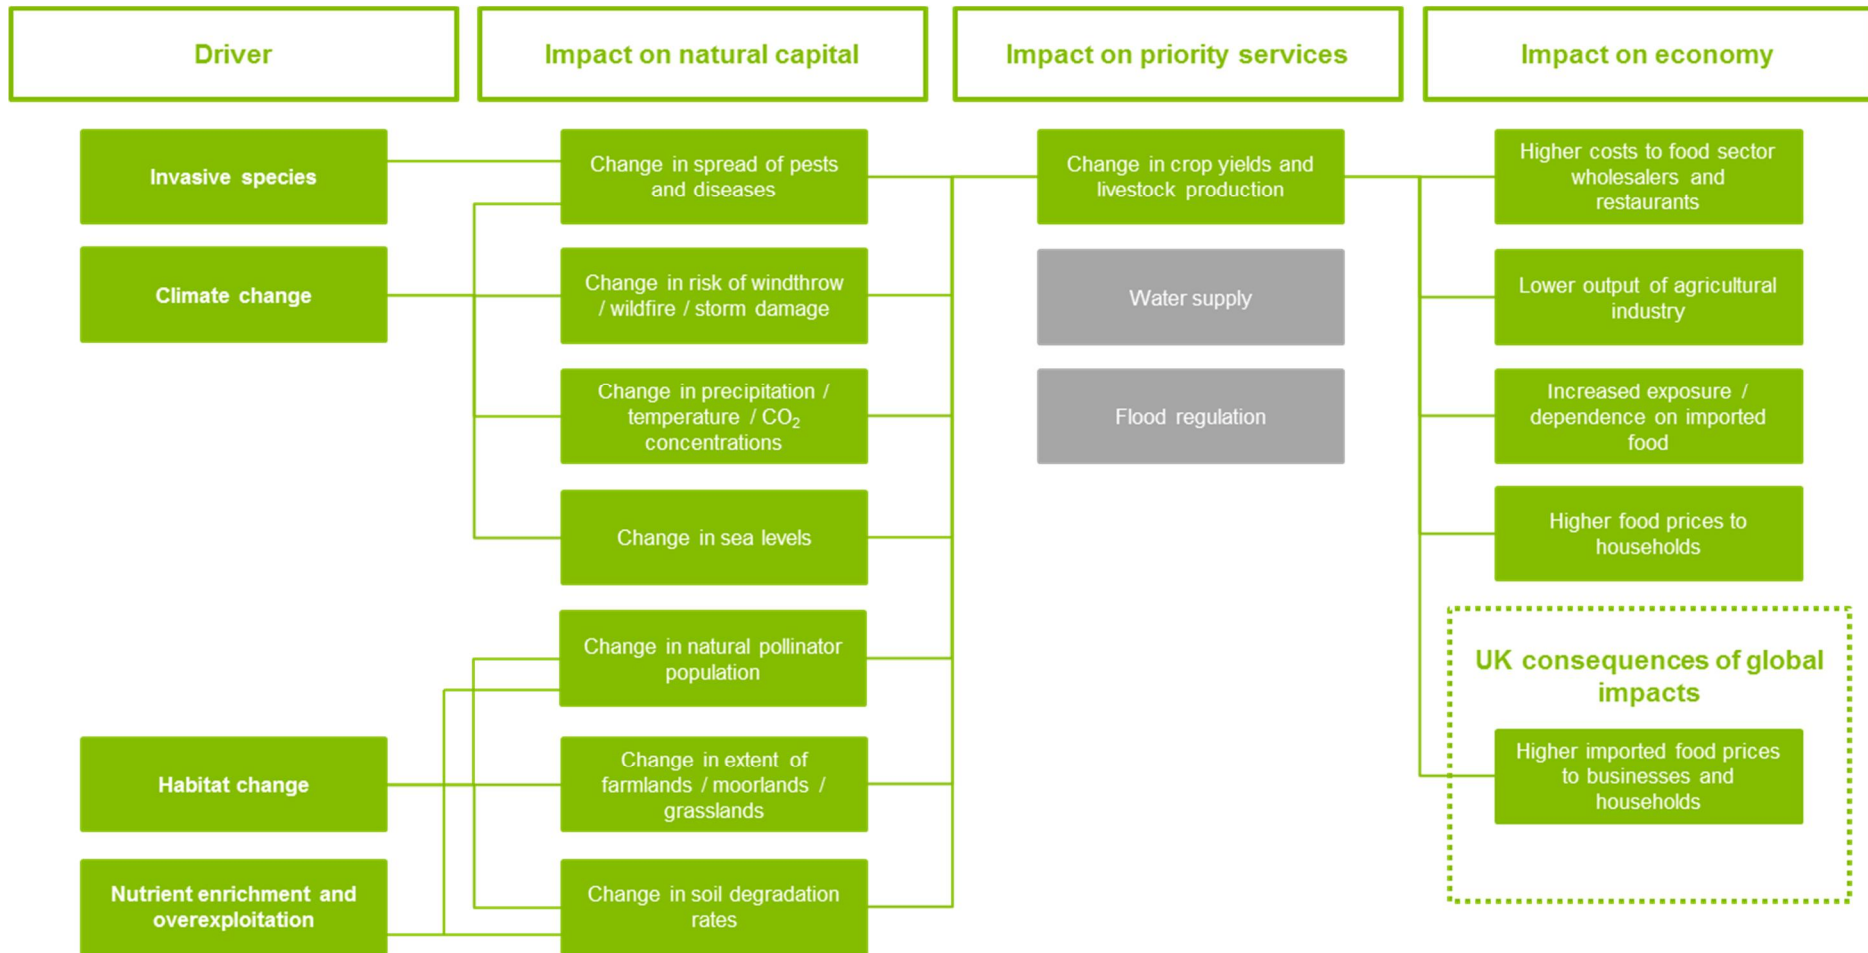 Driver
Impact on natural capital
Impact on priority services
Impact on economy
Invasive species
Climate change
Habitat change
Nutrient enrichment and
overexploitation
Change in spread of pests
and diseases
Change in risk of windthrow
/ wildfire / storm damage
Change in precipitation /
temperature / CO₂
concentrations
Change in sea levels
Change in natural pollinator
population
Change in extent of
farmlands / moorlands /
grasslands
Change in soil degradation
rates
Change in crop yields and
livestock production
Water supply
Flood regulation
Higher costs to food sector
wholesalers and
restaurants
Lower output of agricultural
industry
Increased exposure /
dependence on imported
food
Higher food prices to
households
UK consequences of global
impacts
Higher imported food prices
to businesses and
households